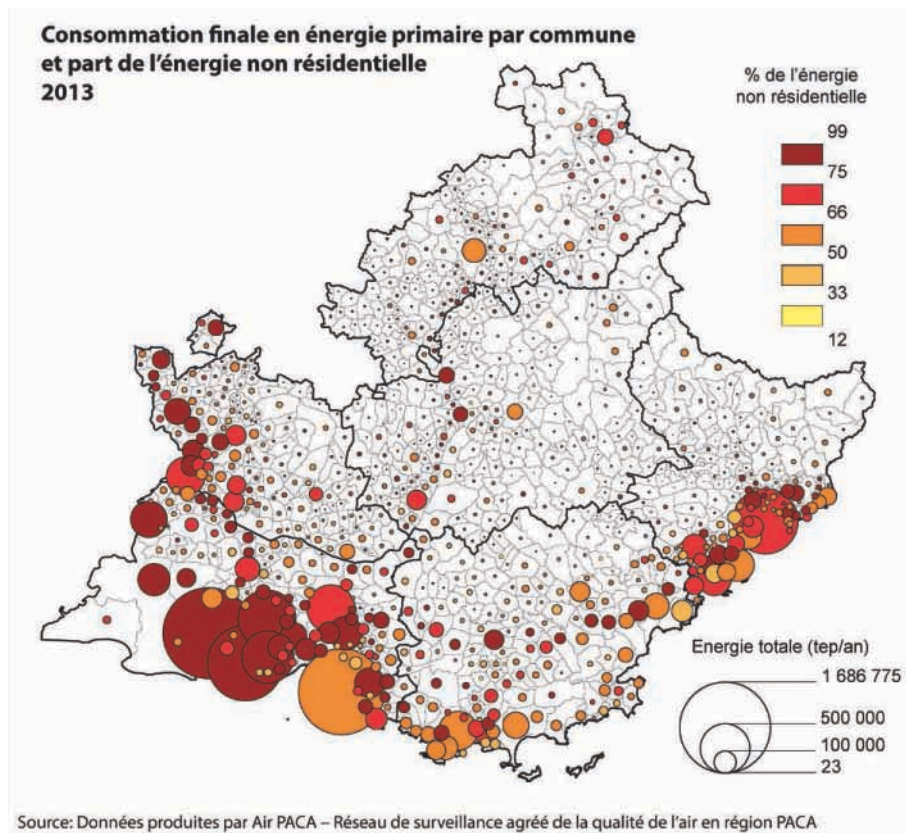 Consommation finale en énergie primaire par commune
et part de l'énergie non résidentielle
2013
% de l'énergie
non résidentielle
99
75
66
50
33
12
Energie totale (tep/an)
1 686 775
500 000
100 000
23
Source: Données produites par Air PACA – Réseau de surveillance agréé de la qualité de l'air en région PACA